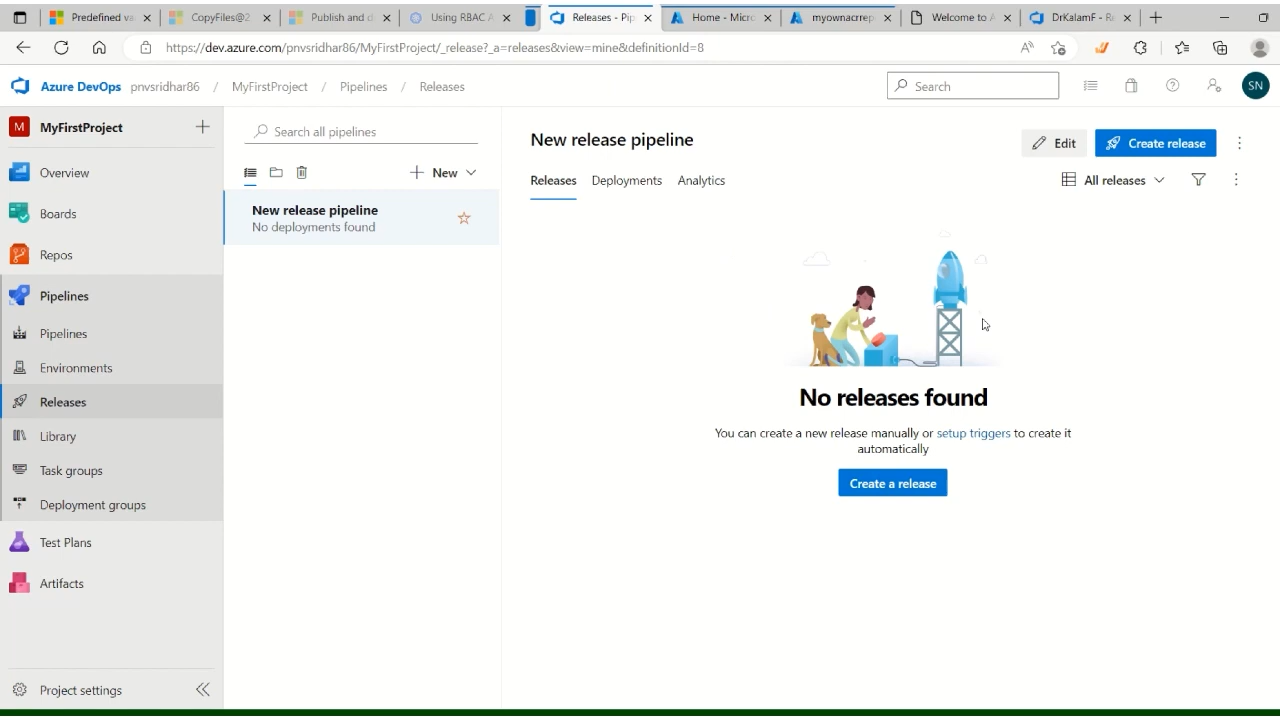 Predefined va
CopyFiles@2
Publish and d
Using RBAC A
Releases - Pip
Home - Micro
myownacrrep
Welcome to A
DrKalamF - Re
https://dev.azure.com/pnvsridhar86/MyFirstProject/_release?_a=releases&view=mine&definitionId=8
Azure DevOps pnvsridhar86 / MyFirstProject / Pipelines / Releases
Search
SN
M MyFirstProject
Overview
Boards
Repos
Pipelines
Pipelines
Environments
Releases
Library
Task groups
Deployment groups
Test Plans
Artifacts
Project settings
Search all pipelines
New
New release pipeline
No deployments found
New release pipeline
Edit
Create release
Releases Deployments Analytics
All releases
No releases found
You can create a new release manually or setup triggers to create it
automatically
Create a release